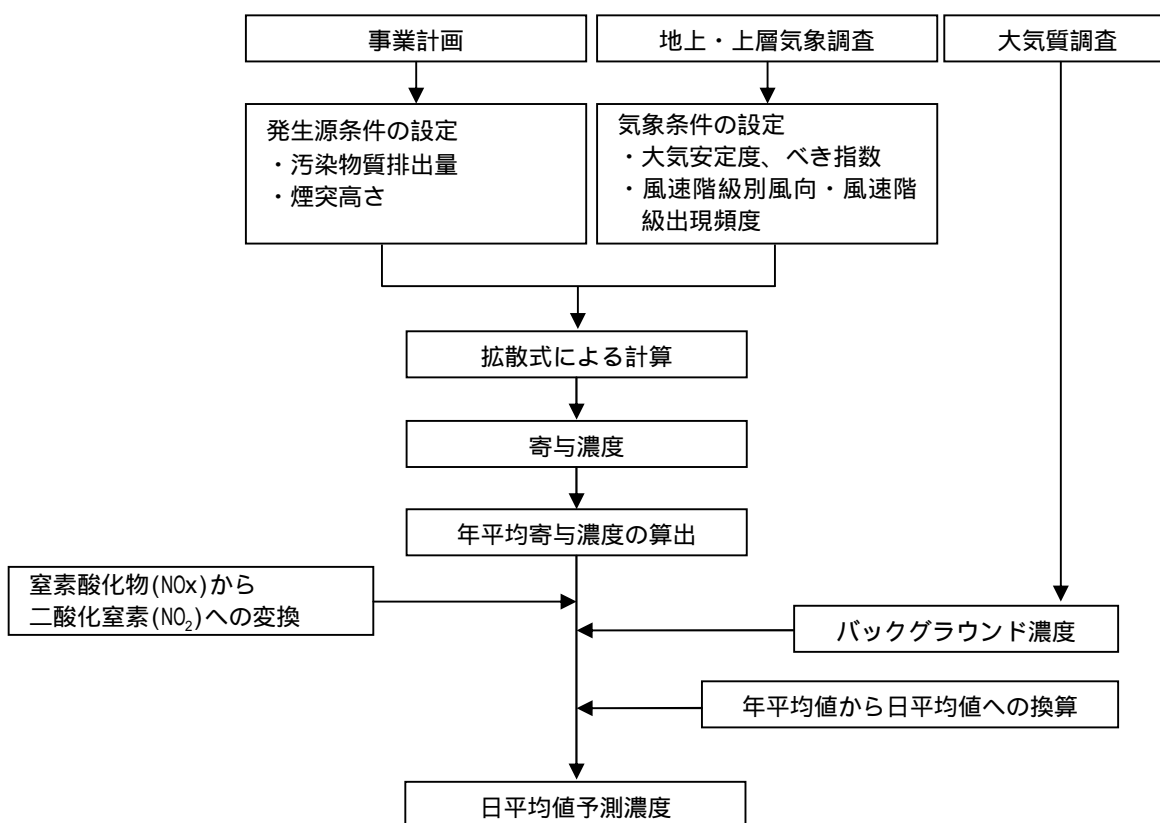 事業計画
地上・上層気象調査
大気質調査
発生源条件の設定
・汚染物質排出量
・煙突高さ
気象条件の設定
・大気安定度、べき指数
・風速階級別風向・風速階
級出現頻度
拡散式による計算
寄与濃度
年平均寄与濃度の算出
窒素酸化物(NOx)から
二酸化窒素(NO₂)への変換
バックグラウンド濃度
年平均値から日平均値への換算
日平均値予測濃度